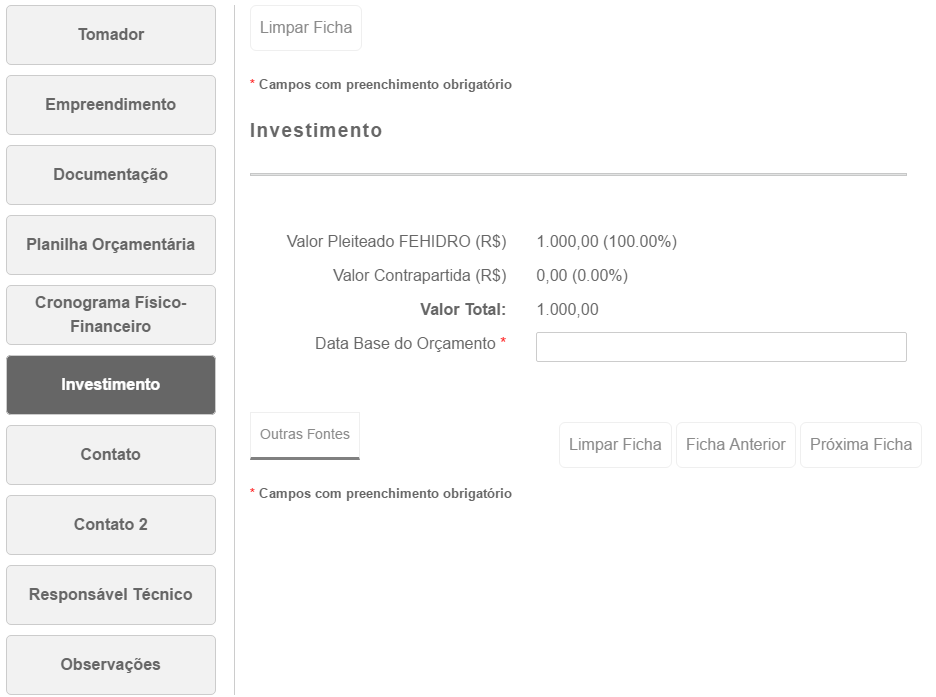 Tomador
Empreendimento
Documentação
Planilha Orçamentária
Cronograma Físico-
Financeiro
Investimento
Contato
Contato 2
Responsável Técnico
Observações
Limpar Ficha
* Campos com preenchimento obrigatório
Investimento
Valor Pleiteado FEHIDRO (R$) 1.000,00 (100.00%)
Valor Contrapartida (R$) 0,00 (0.00%)
Valor Total: 1.000,00
Data Base do Orçamento *
Outras Fontes
Limpar Ficha Ficha Anterior Próxima Ficha
* Campos com preenchimento obrigatório